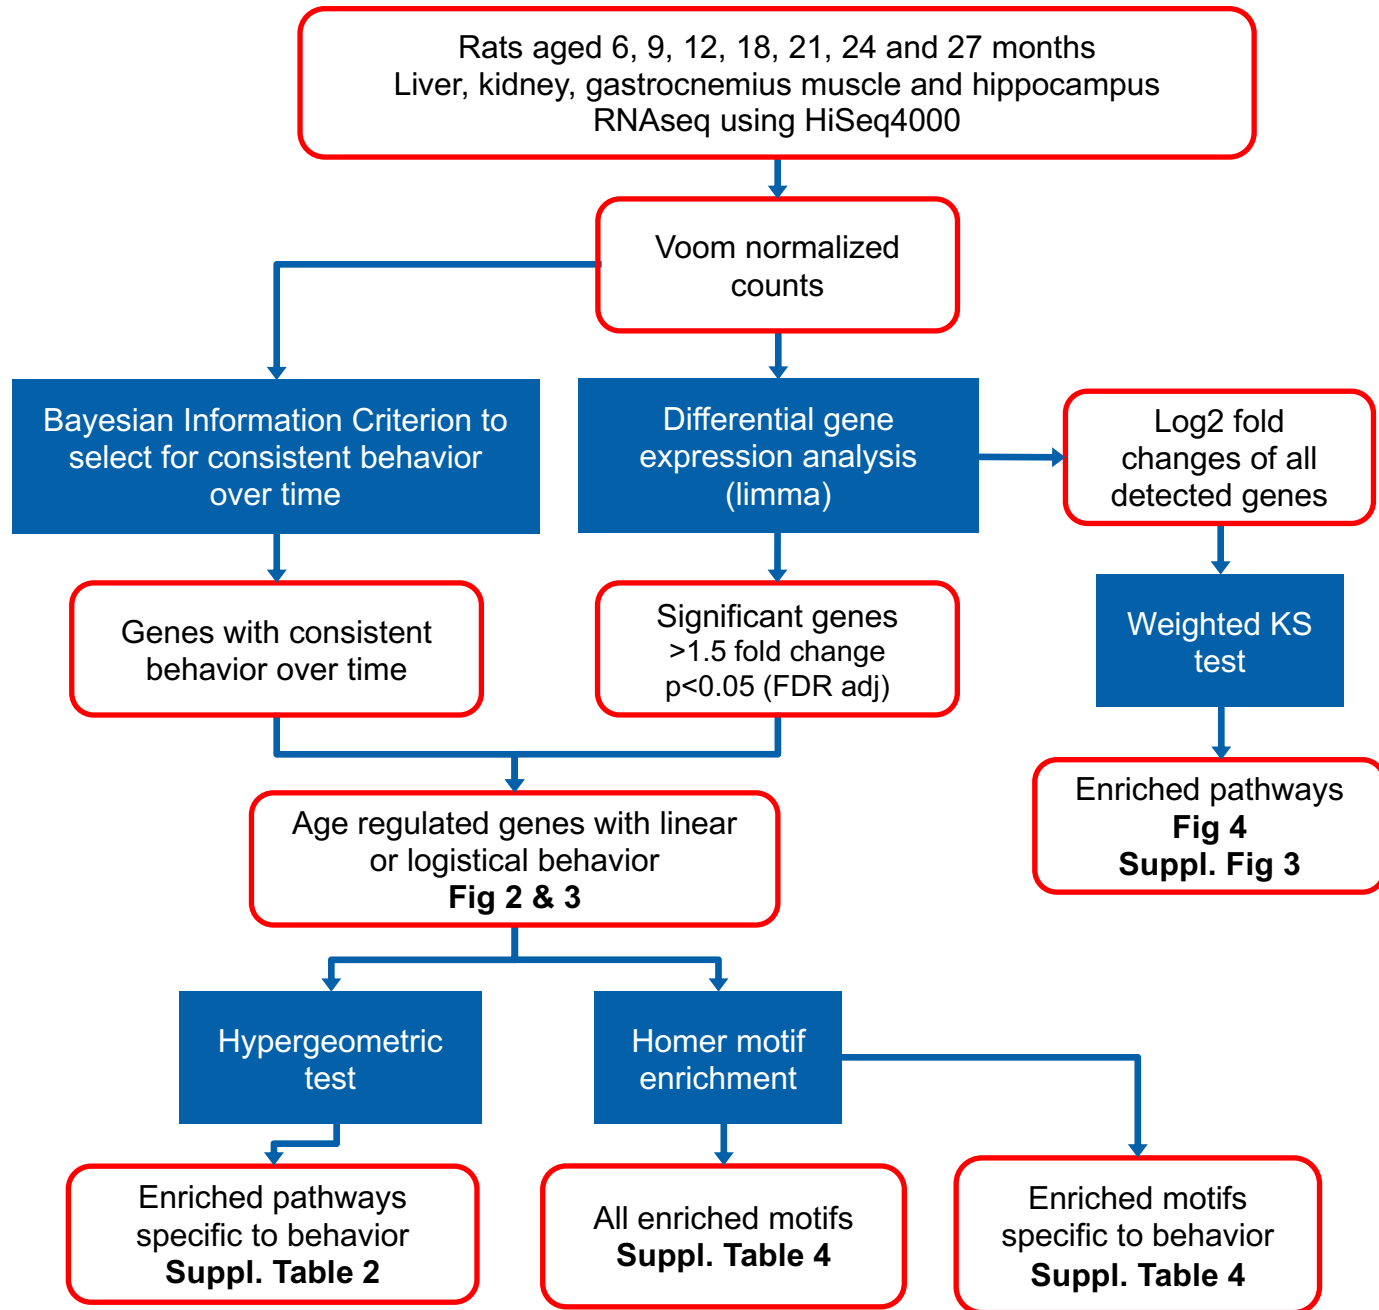 Rats aged 6, 9, 12, 18, 21, 24 and 27 months
Liver, kidney, gastrocnemius muscle and hippocampus
RNAseq using HiSeq4000
Voom normalized
counts
Bayesian Information Criterion to
select for consistent behavior
over time
Differential gene
expression analysis
(limma)
Log2 fold
changes of all
detected genes
Genes with consistent
behavior over time
Significant genes
>1.5 fold change
p<0.05 (FDR adj)
Weighted KS
test
Enriched pathways
Fig 4
Suppl. Fig 3
Age regulated genes with linear
or logistical behavior
Fig 2 & 3
Hypergeometric
test
Homer motif
enrichment
Enriched pathways
specific to behavior
Suppl. Table 2
All enriched motifs
Suppl. Table 4
Enriched motifs
specific to behavior
Suppl. Table 4